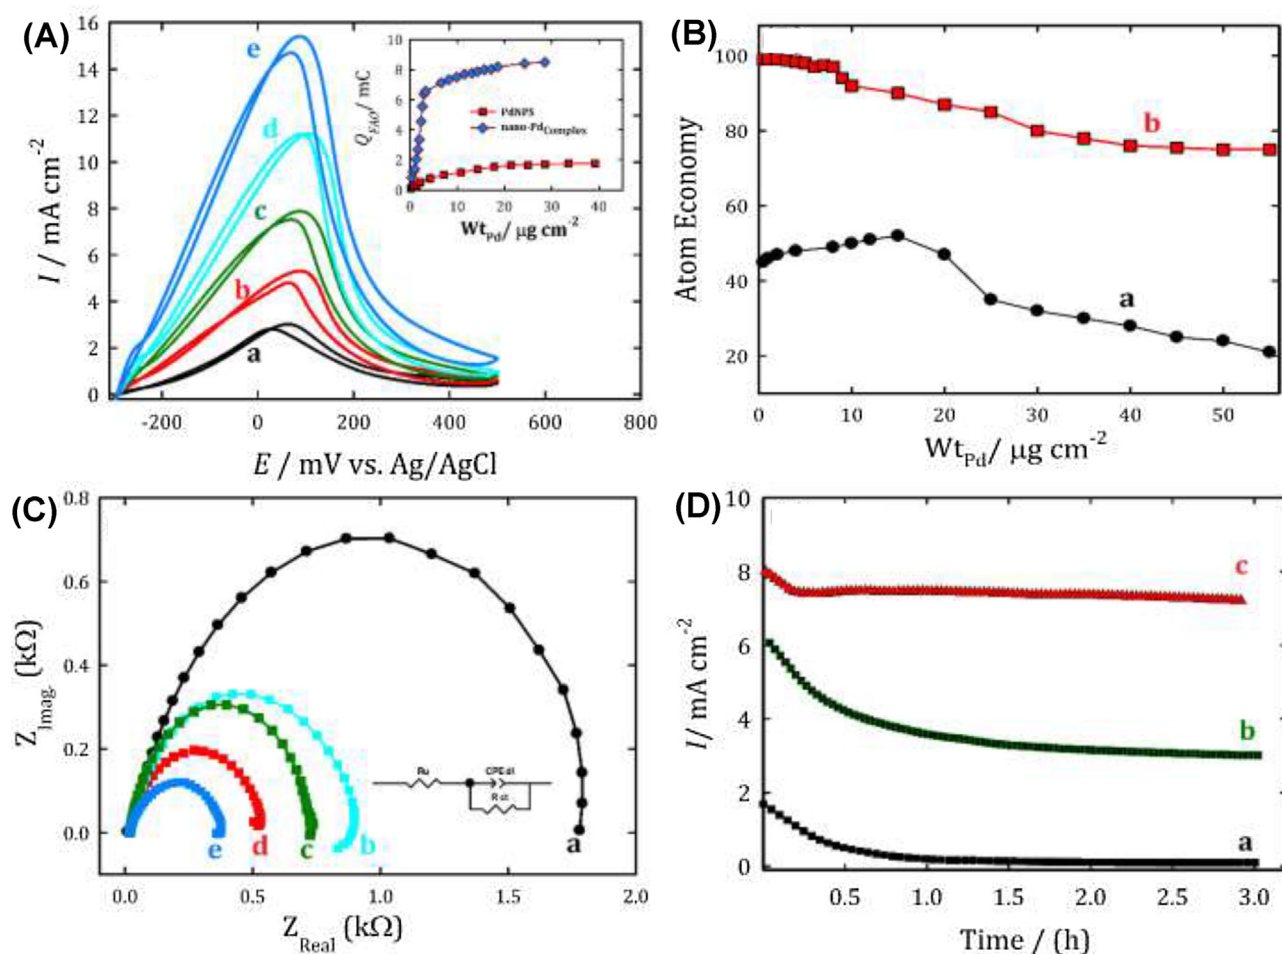 (A)
16
14
12
10
8
6
4
2
0
I / mA cm-2
-200
0
200
400
600
800
E / mV vs. Ag/AgCl
e
d
c
b
a
10
8
6
4
2
0
QFAO/ mC
PdNPS
nano-PdComplex
0
10
20
30
40
WtPd/ µg cm-2
(B)
100
80
60
40
20
Atom Economy
b
a
0
10
20
30
40
50
WtPd/ µg cm-2
(C)
0.8
0.6
0.4
0.2
0.0
ZImag. (kΩ)
Ru
CPE dl
R ct
e
d
c
b
a
0.0
0.5
1.0
1.5
2.0
ZReal (kΩ)
(D)
10
8
6
4
2
0
I/ mA cm-2
c
b
a
0.5
1.0
1.5
2.0
2.5
3.0
Time / (h)